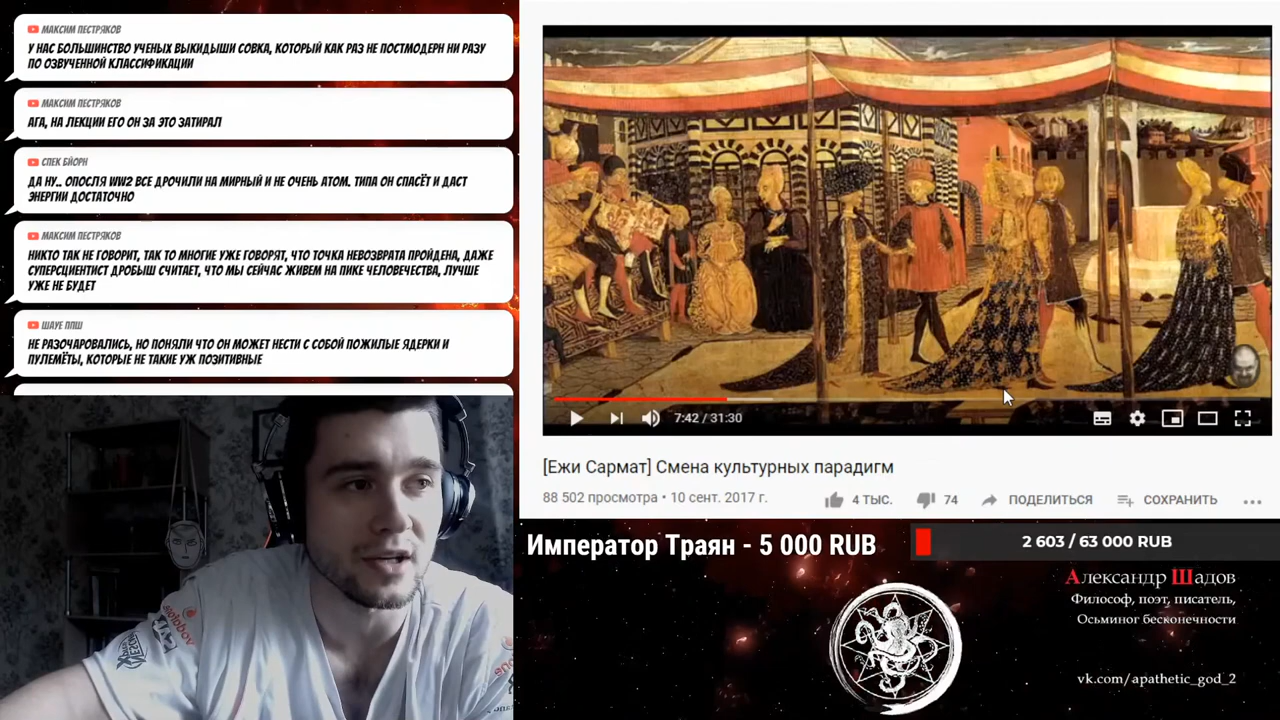 МАКСИМ ПЕСТРЯКОВ
У НАС БОЛЬШИНСТВО УЧЕНЫХ ВЫКИДЫШИ СОВКА, КОТОРЫЙ КАК РАЗ НЕ ПОСТМОДЕРН НИ РАЗУ
ПО ОЗВУЧЕННОЙ КЛАССИФИКАЦИИ
МАКСИМ ПЕСТРЯКОВ
АГА, НА ЛЕКЦИИ ЕГО ОН ЗА ЭТО ЗАТИРАЛ
СПЕК БЙОРН
ДА НУ.. ОПОСЛЯ WW2 ВСЕ ДРОЧИЛИ НА МИРНЫЙ И НЕ ОЧЕНЬ АТОМ. ТИПА ОН СПАСЁТ И ДАСТ
ЭНЕРГИИ ДОСТАТОЧНО
МАКСИМ ПЕСТРЯКОВ
НИКТО ТАК НЕ ГОВОРИТ, ТАК ТО МНОГИЕ УЖЕ ГОВОРЯТ, ЧТО ТОЧКА НЕВОЗВРАТА ПРОЙДЕНА, ДАЖЕ
СУПЕРСЦИЕНТИСТ ДРОБЫШ СЧИТАЕТ, ЧТО МЫ СЕЙЧАС ЖИВЕМ НА ПИКЕ ЧЕЛОВЕЧЕСТВА, ЛУЧШЕ
УЖЕ НЕ БУДЕТ
ШАУЕ ППШ
НЕ РАЗОЧАРОВАЛИСЬ, НО ПОНЯЛИ ЧТО ОН МОЖЕТ НЕСТИ С СОБОЙ ПОЖИЛЫЕ ЯДЕРКИ И
ПУЛЕМЁТЫ, КОТОРЫЕ НЕ ТАКИЕ УЖ ПОЗИТИВНЫЕ
7:42 / 31:30
[Ежи Сармат] Смена культурных парадигм
88 502 просмотра • 10 сент. 2017 г.
4 ТЫС.
74
ПОДЕЛИТЬСЯ
СОХРАНИТЬ
Император Траян - 5 000 RUB
2 603 / 63 000 RUB
Александр Шадов
Философ, поэт, писатель,
Осьминог бесконечности
vk.com/apathetic_god_2